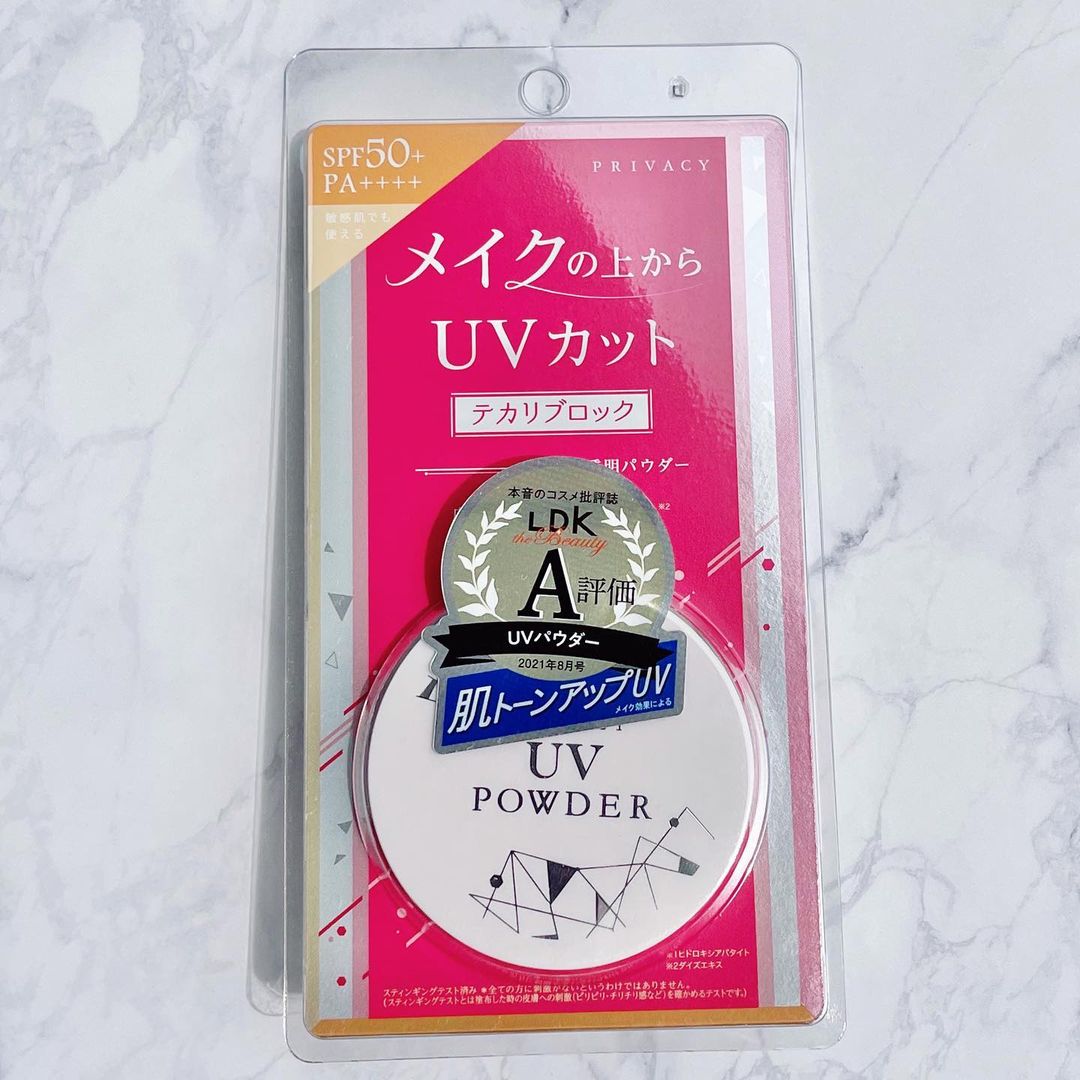 SPF50+
PA++++
敏感肌でも
使える
PRIVACY
メイクの上から
UVカット
テカリブロック
明パウダー
※2
本音のコスメ批評誌
LDK
the Beauty
A評価
UVパウダー
2021年8月号
肌トーンアップUV
メイク効果による
UV
POWDER
※1ヒドロキシアパタイト
※2ダイズエキス
スティンギングテスト済み ＊全ての方に刺激がないというわけではありません。
(スティンギングテストとは塗布した時の皮膚への刺激(ピリピリ・チリチリ感など)を確かめるテストです。)